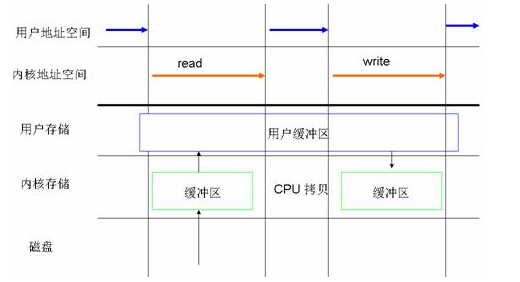 用户地址空间
read
write
内核地址空间
用户存储
用户缓冲区
内核存储
缓冲区
CPU 拷贝
缓冲区
磁盘